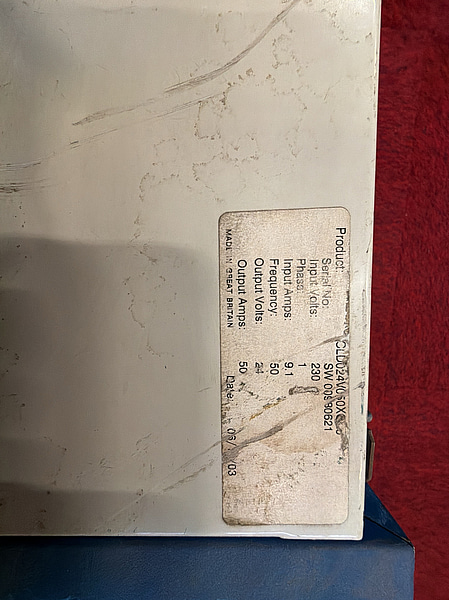 Product:
Serial No: SW
Input Volts: 230
Phase: 1
Input Amps: 9.1
Frequency: 50
Output Volts: 24
Output Amps: 50
MADE IN GREAT BRITAIN Date: